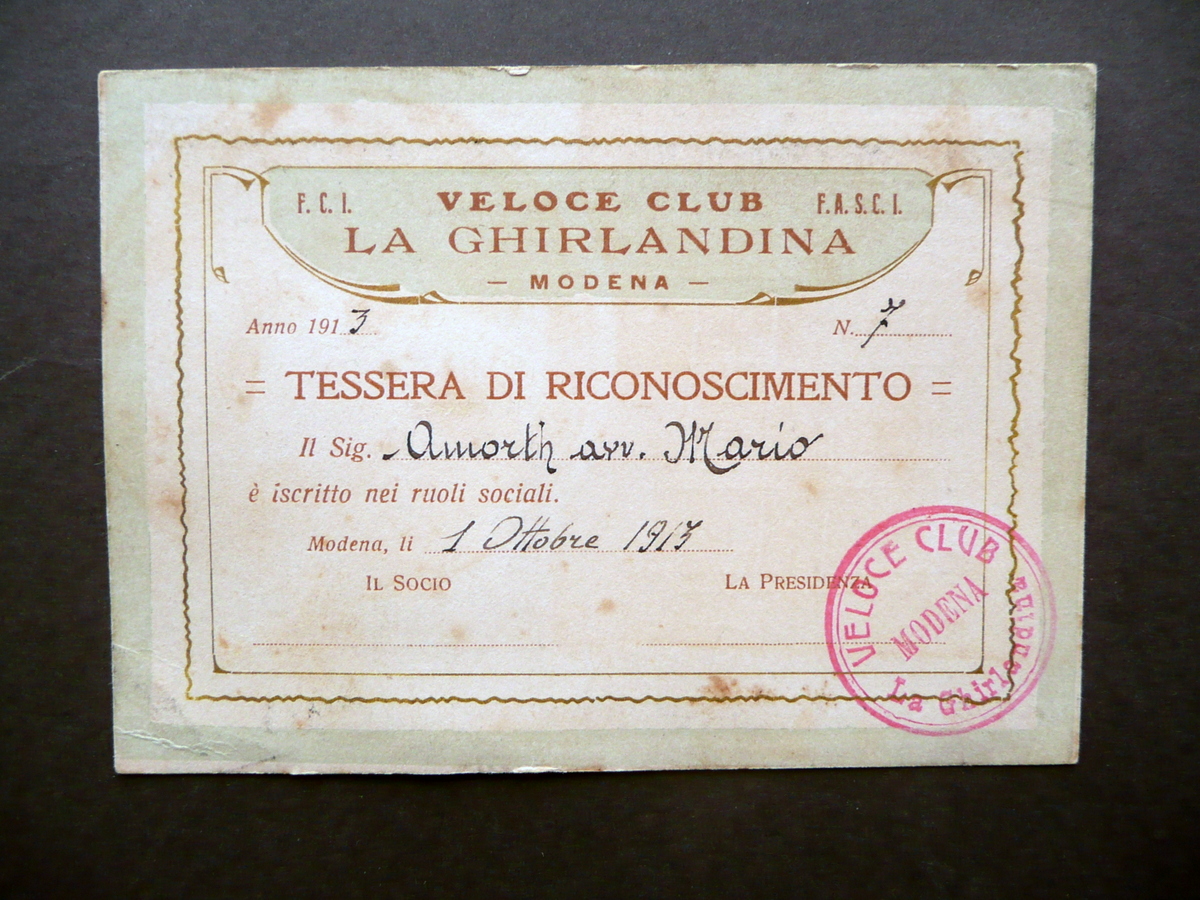 F. C. I. VELOCE CLUB F. A. S. C. I.
LA GHIRLANDINA
— MODENA —
Anno 1913 N. 7
= TESSERA DI RICONOSCIMENTO =
Il Sig. Amorth avv. Mario
è iscritto nei ruoli sociali.
Modena, li 1 Ottobre 1913
IL SOCIO LA PRESIDENZA
VELOCE CLUB
MODENA
La Ghirlandina